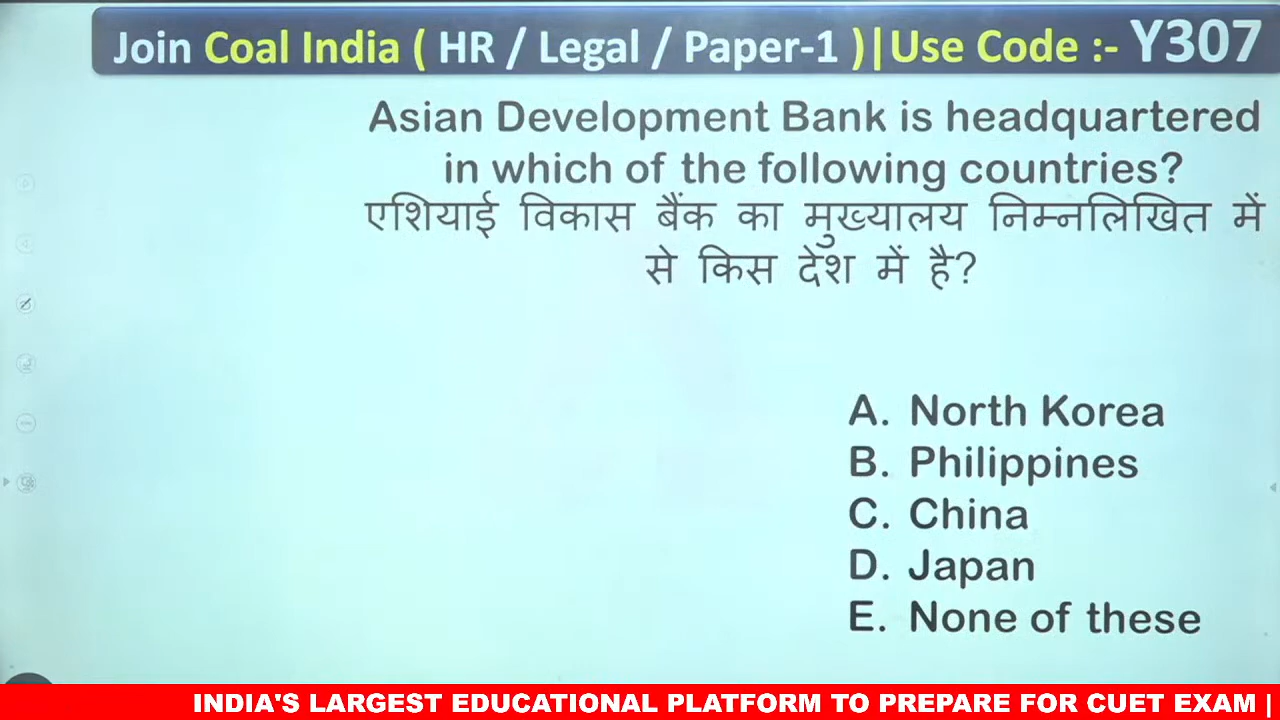 Join Coal India ( HR / Legal / Paper-1 )|Use Code :- Y307
Asian Development Bank is headquartered
in which of the following countries?
एशियाई विकास बैंक का मुख्यालय निम्नलिखित में
से किस देश में है?
A. North Korea
B. Philippines
C. China
D. Japan
E. None of these
INDIA'S LARGEST EDUCATIONAL PLATFORM TO PREPARE FOR CUET EXAM |